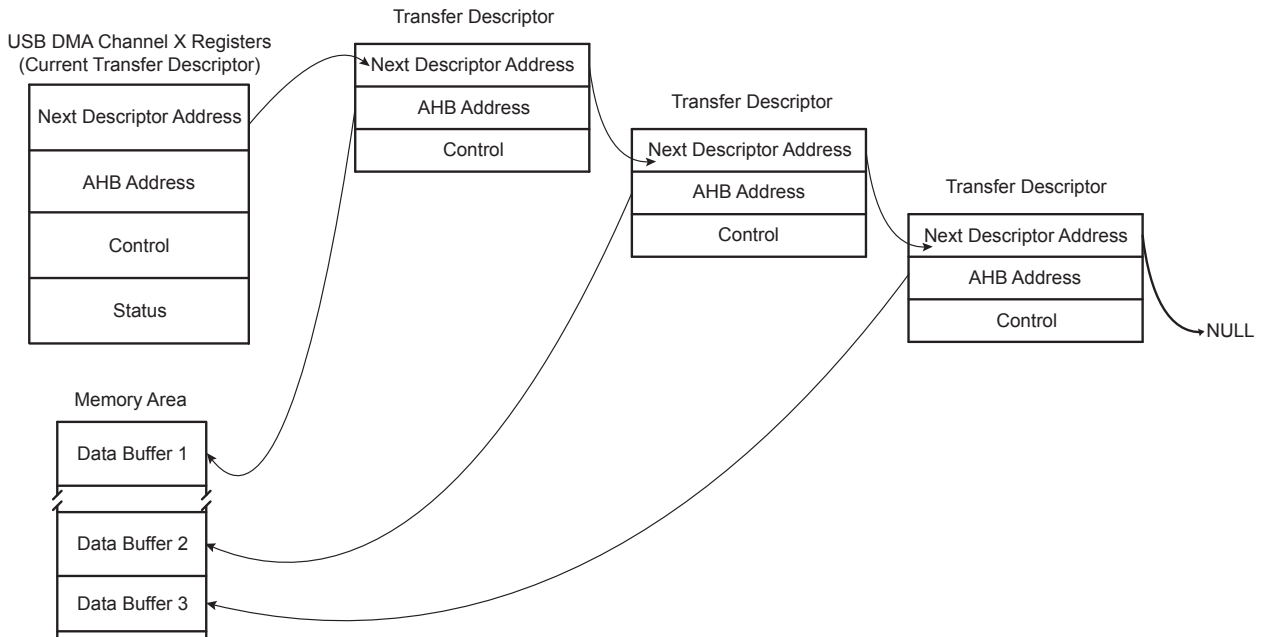 USB DMA Channel X Registers
(Current Transfer Descriptor)
Next Descriptor Address
AHB Address
Control
Status
Transfer Descriptor
Next Descriptor Address
AHB Address
Control
Transfer Descriptor
Next Descriptor Address
AHB Address
Control
Transfer Descriptor
Next Descriptor Address
AHB Address
Control
NULL
Memory Area
Data Buffer 1
Data Buffer 2
Data Buffer 3